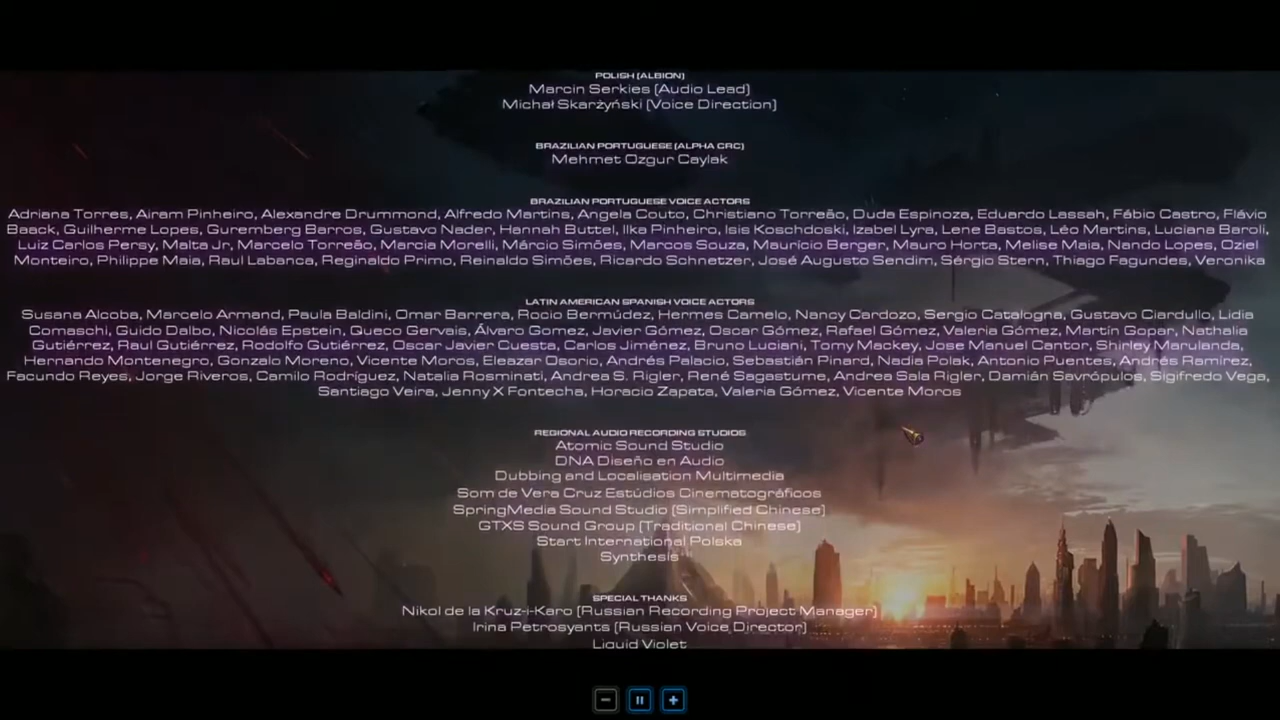 POLISH (ALBION)
Marcin Serkies (Audio Lead)
Michał Skarżyński (Voice Direction)
BRAZILIAN PORTUGUESE (ALPHA CRC)
Mehmet Ozgur Caylak
BRAZILIAN PORTUGUESE VOICE ACTORS
Adriana Torres, Airam Pinheiro, Alexandre Drummond, Alfredo Martins, Angela Couto, Christiano Torreão, Duda Espinoza, Eduardo Lassah, Fábio Castro, Flávio
Baack, Guilherme Lopes, Guremberg Barros, Gustavo Nader, Hannah Buttel, Ilka Pinheiro, Isis Koschdoski, Izabel Lyra, Lene Bastos, Léo Martins, Luciana Baroli,
Luiz Carlos Persy, Malta Jr, Marcelo Torreão, Marcia Morelli, Márcio Simões, Marcos Souza, Maurício Berger, Mauro Horta, Melise Maia, Nando Lopes, Oziel
Monteiro, Philippe Maia, Raul Labanca, Reginaldo Primo, Reinaldo Simões, Ricardo Schnetzer, José Augusto Sendim, Sérgio Stern, Thiago Fagundes, Veronika
LATIN AMERICAN SPANISH VOICE ACTORS
Susana Alcoba, Marcelo Armand, Paula Baldini, Omar Barrera, Rocio Bermúdez, Hermes Camelo, Nancy Cardozo, Sergio Catalogna, Gustavo Ciardullo, Lidia
Comaschi, Guido Dalbo, Nicolás Epstein, Queco Gervais, Álvaro Gomez, Javier Gómez, Oscar Gómez, Rafael Gómez, Valeria Gómez, Martín Gopar, Nathalia
Gutiérrez, Raul Gutiérrez, Rodolfo Gutiérrez, Oscar Javier Cuesta, Carlos Jiménez, Bruno Luciani, Tomy Mackey, Jose Manuel Cantor, Shirley Marulanda,
Hernando Montenegro, Gonzalo Moreno, Vicente Moros, Eleazar Osorio, Andrés Palacio, Sebastián Pinard, Nadia Polak, Antonio Puentes, Andrés Ramírez,
Facundo Reyes, Jorge Riveros, Camilo Rodríguez, Natalia Rosminati, Andrea S. Rigler, René Sagastume, Andrea Sala Rigler, Damián Savrópulos, Sigifredo Vega,
Santiago Veira, Jenny X Fontecha, Horacio Zapata, Valeria Gómez, Vicente Moros
REGIONAL AUDIO RECORDING STUDIOS
Atomic Sound Studio
DNA Diseño en Audio
Dubbing and Localisation Multimedia
Som de Vera Cruz Estúdios Cinematográficos
SpringMedia Sound Studio (Simplified Chinese)
GTXS Sound Group (Traditional Chinese)
Start International Polska
Synthesis
SPECIAL THANKS
Nikol de la Kruz-i-Karo (Russian Recording Project Manager)
Irina Petrosyants (Russian Voice Director)
Liquid Violet